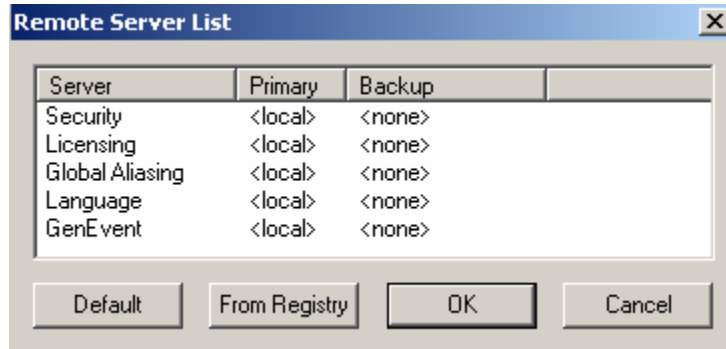 Remote Server List
Server Primary Backup
Security <local> <none>
Licensing <local> <none>
Global Aliasing <local> <none>
Language <local> <none>
GenEvent <local> <none>
Default From Registry OK Cancel